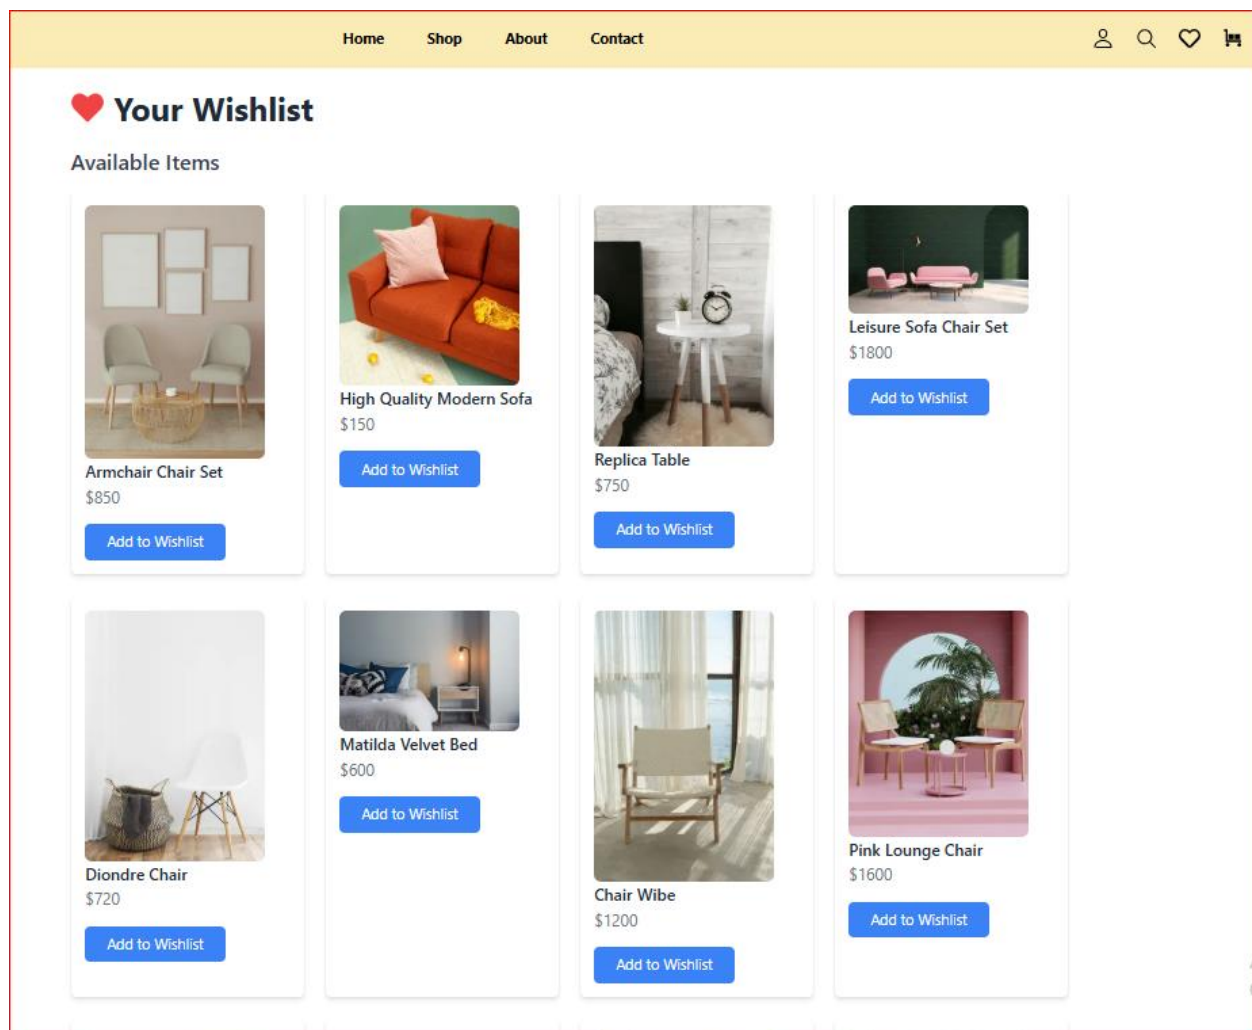 Home Shop About Contact
Your Wishlist
Available Items
Armchair Chair Set
$850
Add to Wishlist
High Quality Modern Sofa
$150
Add to Wishlist
Replica Table
$750
Add to Wishlist
Leisure Sofa Chair Set
$1800
Add to Wishlist
Diondre Chair
$720
Add to Wishlist
Matilda Velvet Bed
$600
Add to Wishlist
Chair Wibe
$1200
Add to Wishlist
Pink Lounge Chair
$1600
Add to Wishlist